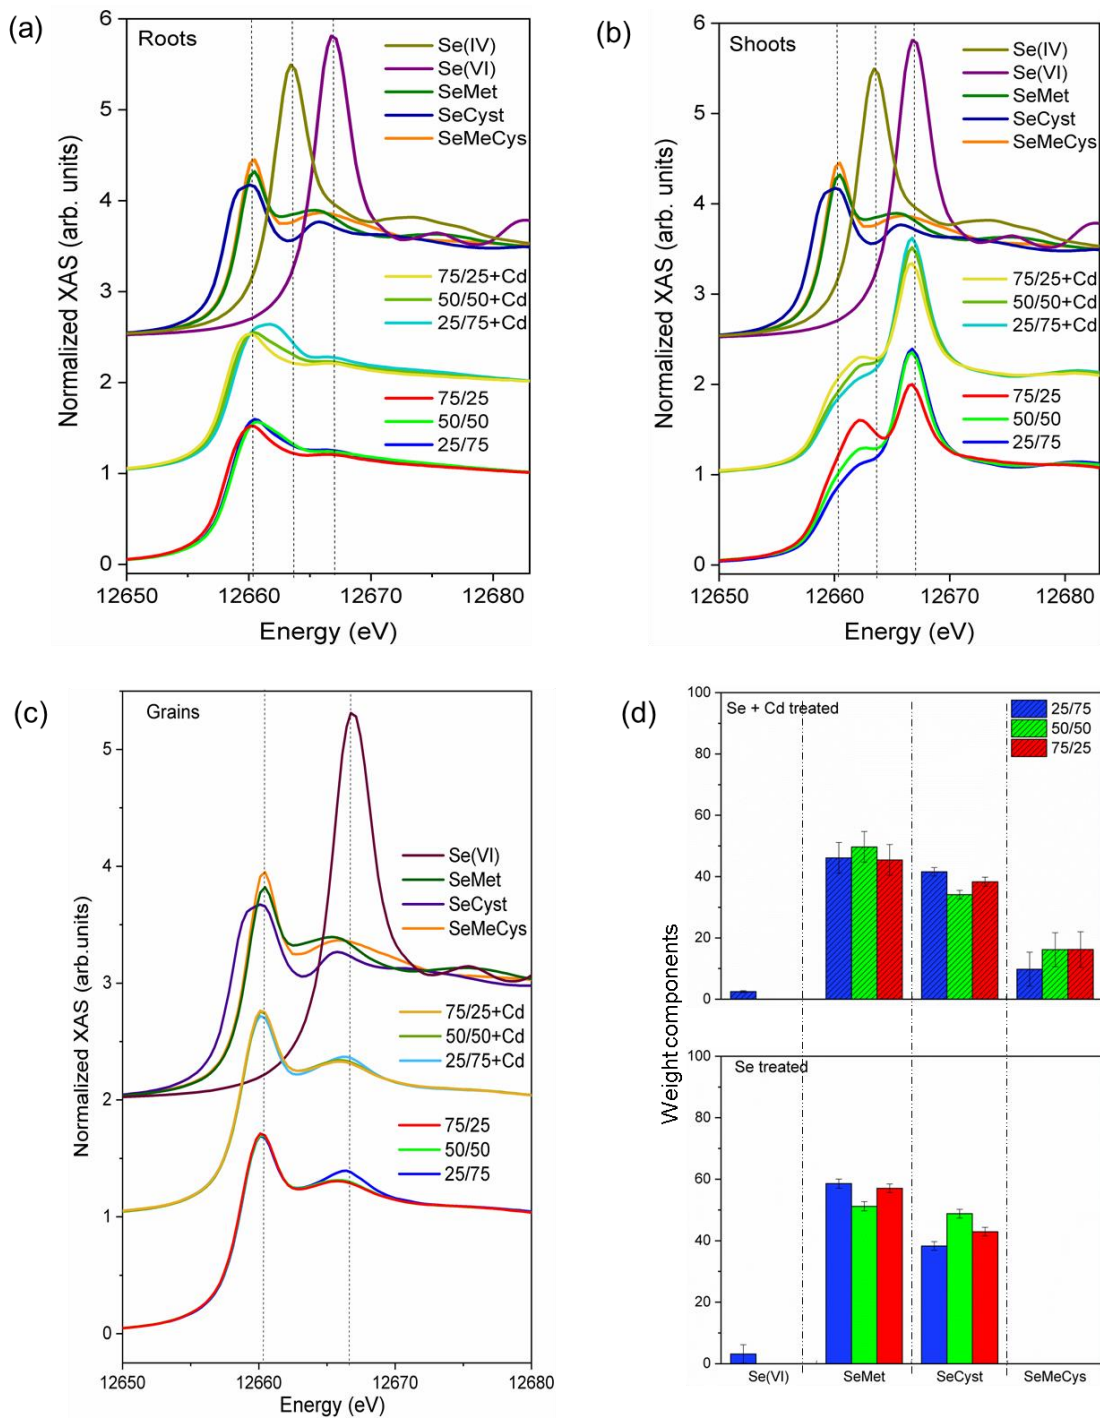 (a)
Roots
Se(IV)
Se(VI)
SeMet
SeCyst
SeMeCys
75/25+Cd
50/50+Cd
25/75+Cd
75/25
50/50
25/75
6
5
4
3
2
1
0
12650
12660
12670
12680
Normalized XAS (arb. units)
Energy (eV)
(b)
Shoots
Se(IV)
Se(VI)
SeMet
SeCyst
SeMeCys
75/25+Cd
50/50+Cd
25/75+Cd
75/25
50/50
25/75
6
5
4
3
2
1
0
12650
12660
12670
12680
Normalized XAS (arb. units)
Energy (eV)
(c)
Grains
Se(VI)
SeMet
SeCyst
SeMeCys
75/25+Cd
50/50+Cd
25/75+Cd
75/25
50/50
25/75
5
4
3
2
1
0
12650
12660
12670
12680
Normalized XAS (arb.units)
Energy (eV)
(d)
Se + Cd treated
25/75
50/50
75/25
100
80
60
40
20
0
Weight components
Se treated
100
80
60
40
20
0
Se(VI)
SeMet
SeCyst
SeMeCys